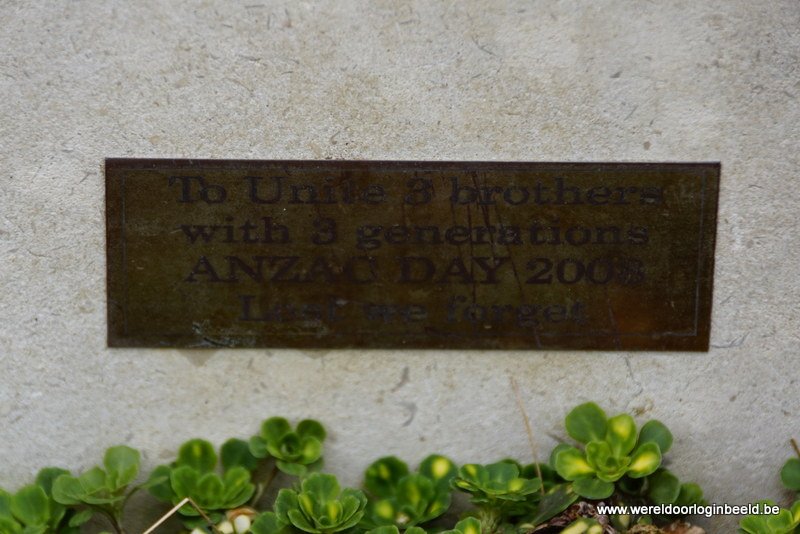 To Unite 3 brothers
with 3 generations
ANZAC DAY 2008
Lest we forget
www.wereldoorloginbeeld.be